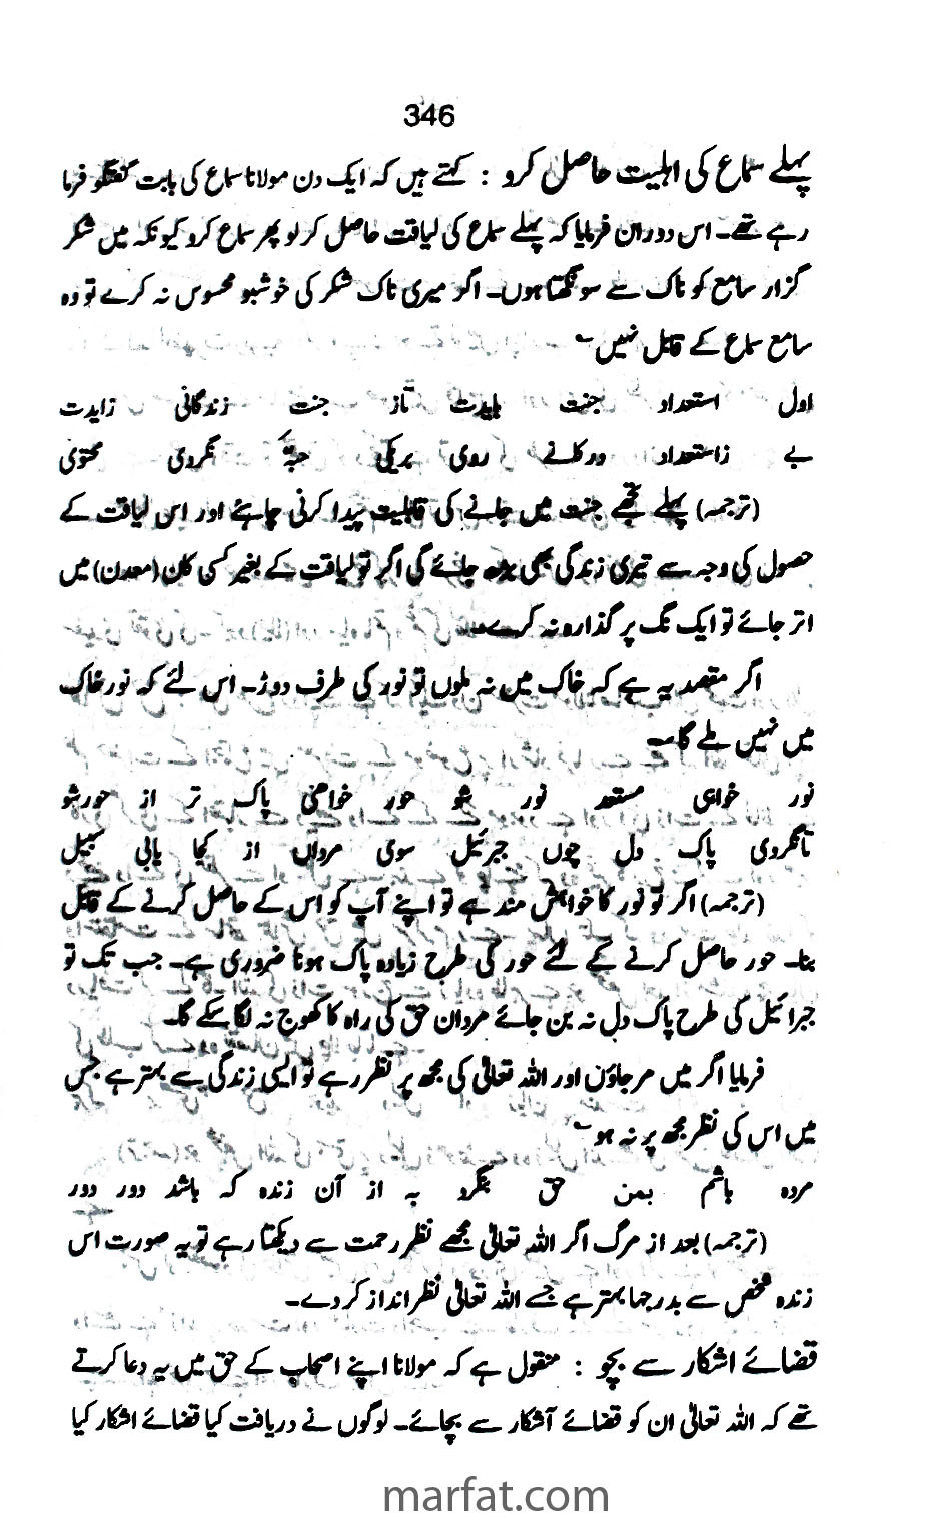 346
پہلے سماع کی اہلیت حاصل کرو : کہتے ہیں کہ ایک دن مولانا سماع کی بابت گفتگو فرما
رہے تھے۔ اس دوران فرمایا کہ پہلے سماع کی لیاقت حاصل کر لو پھر سماع کرو کیونکہ میں شکر
گزار سامع کو ناک سے سونگھتا ہوں۔ اگر میری ناک شکر کی خوشبو محسوس نہ کرے تو وہ
سامع سماع کے قابل نہیں ؂
اول استعداد جنت بایدت تاز جنت زندگانی زایدت
بے زاستعداد در کانے روی بریکی حبّہ نگردی محتوی
(ترجمہ) پہلے تجھے جنت میں جانے کی قابلیت پیدا کرنی چاہئے اور اس لیاقت کے
حصول کی وجہ سے تیری زندگی بھی بڑھ جائے گی اگر تو لیاقت کے بغیر کسی کان (معدن) میں
اتر جائے تو ایک نگ پر گذارہ نہ کرے۔
اگر مقصد یہ ہے کہ خاک میں نہ ملوں تو نور کی طرف دوڑ۔ اس لئے کہ نور خاک
میں نہیں ملے گا۔
نور خواہی مستعد نور شو حور خواہی پاک تر از حور شو
تانگردی پاک دل چوں جبرئیل سوی مرداں از کجا یابی سبیل
(ترجمہ) اگر تو نور کا خواہش مند ہے تو اپنے آپ کو اس کے حاصل کرنے کے قابل
بنا۔ حور حاصل کرنے کے لئے حور کی طرح زیادہ پاک ہونا ضروری ہے۔ جب تک تو
جبرائیل کی طرح پاک دل نہ بن جائے مردان حق کی راہ کا کھوج نہ لگا سکے گا۔
فرمایا اگر میں مر جاؤں اور اللہ تعالیٰ کی مجھ پر نظر رہے تو ایسی زندگی سے بہتر ہے جس
میں اس کی نظر مجھ پر نہ ہو ؂
مردہ باشم بمن حق بنگرد بہ از آن زندہ کہ باشد دور دور
(ترجمہ) بعد از مرگ اگر اللہ تعالیٰ مجھے نظر رحمت سے دیکھتا رہے تو یہ صورت اس
زندہ شخص سے بدرجہا بہتر ہے جسے اللہ تعالیٰ نظر انداز کر دے۔
قضائے اشکار سے بچو : منقول ہے کہ مولانا اپنے اصحاب کے حق میں یہ دعا کرتے
تھے کہ اللہ تعالیٰ ان کو قضائے آشکار سے بچائے۔ لوگوں نے دریافت کیا قضائے اشکار کیا
marfat.com